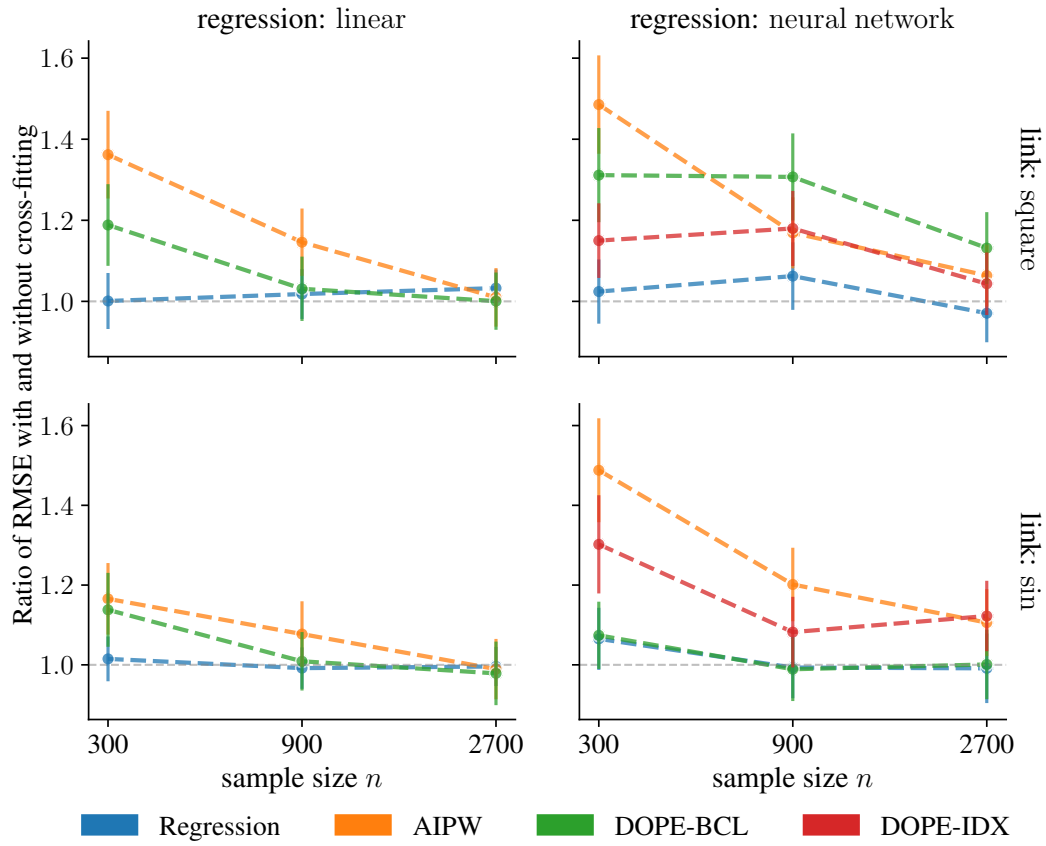 regression: linear
regression: neural network
Ratio of RMSE with and without cross-fitting
1.6
1.4
1.2
1.0
link: square
1.6
1.4
1.2
1.0
link: sin
300
900
2700
300
900
2700
sample size n
sample size n
Regression
AIPW
DOPE-BCL
DOPE-IDX